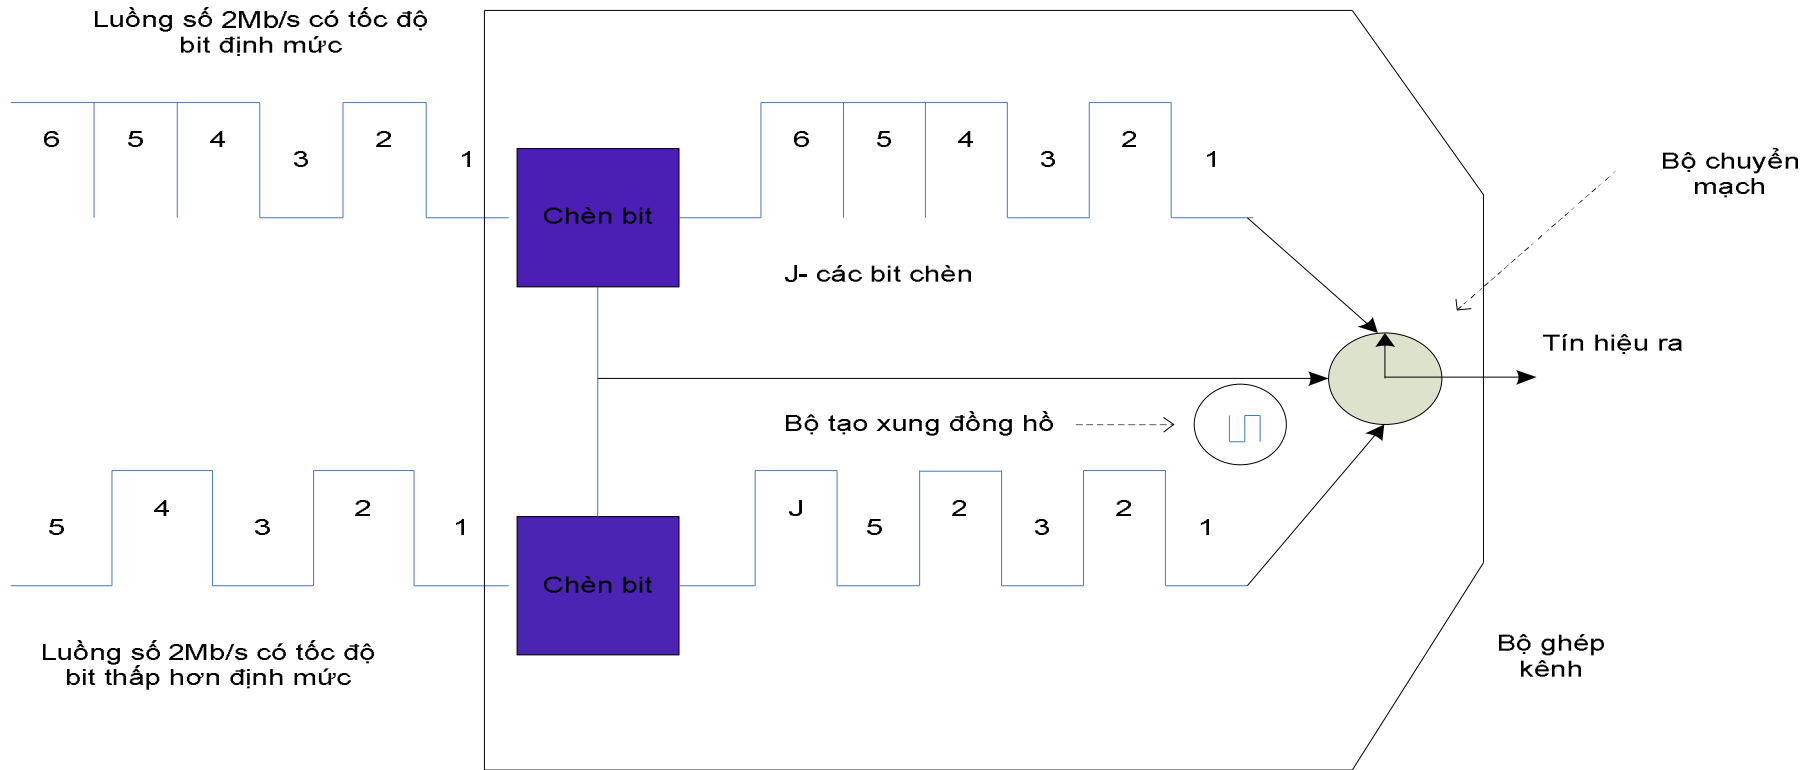 Luồng số 2Mb/s có tốc độ
bit định mức
6 5 4 3 2 1
Chèn bit
6 5 4 3 2 1
Bộ chuyển
mạch
J- các bit chèn
Tín hiệu ra
Bộ tạo xung đồng hồ
5 4 3 2 1
Chèn bit
J 5 2 3 2 1
Luồng số 2Mb/s có tốc độ
bit thấp hơn định mức
Bộ ghép
kênh